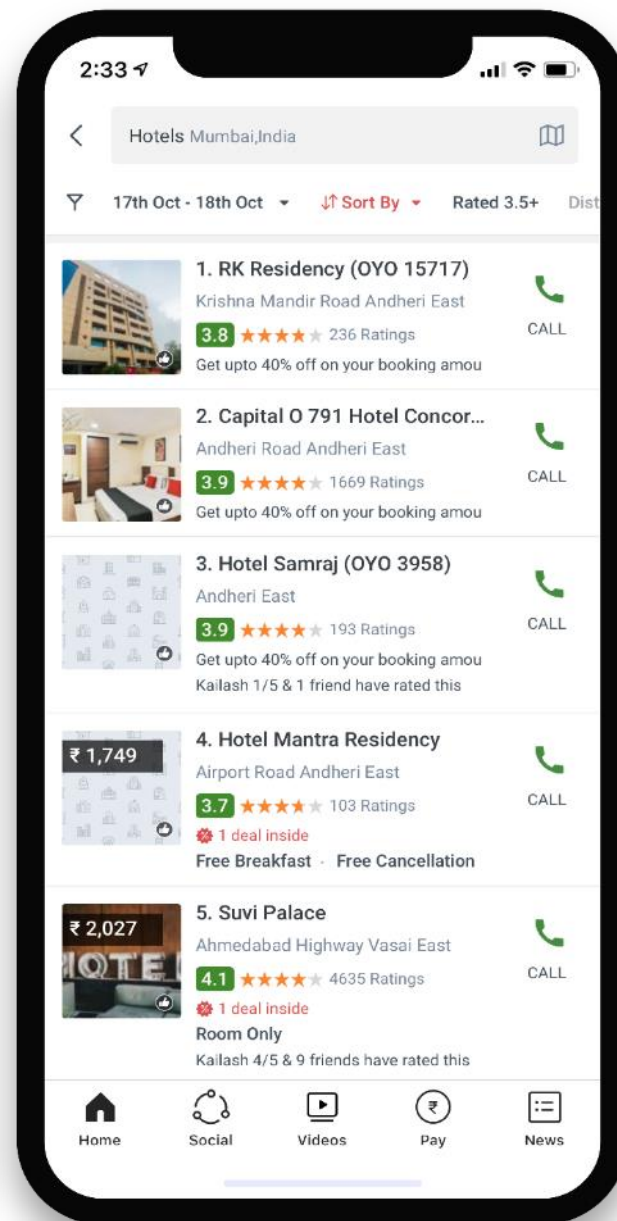 2:33
Hotels Mumbai,India
17th Oct - 18th Oct Sort By Rated 3.5+ Dist
1. RK Residency (OYO 15717)
Krishna Mandir Road Andheri East
3.8 236 Ratings
CALL
Get upto 40% off on your booking amou
2. Capital O 791 Hotel Concor...
Andheri Road Andheri East
3.9 1669 Ratings
CALL
Get upto 40% off on your booking amou
3. Hotel Samraj (OYO 3958)
Andheri East
3.9 193 Ratings
CALL
Get upto 40% off on your booking amou
Kailash 1/5 & 1 friend have rated this
₹ 1,749
4. Hotel Mantra Residency
Airport Road Andheri East
3.7 103 Ratings
CALL
1 deal inside
Free Breakfast · Free Cancellation
₹ 2,027
HOTEL
5. Suvi Palace
Ahmedabad Highway Vasai East
4.1 4635 Ratings
CALL
1 deal inside
Room Only
Kailash 4/5 & 9 friends have rated this
Home Social Videos ₹ Pay News